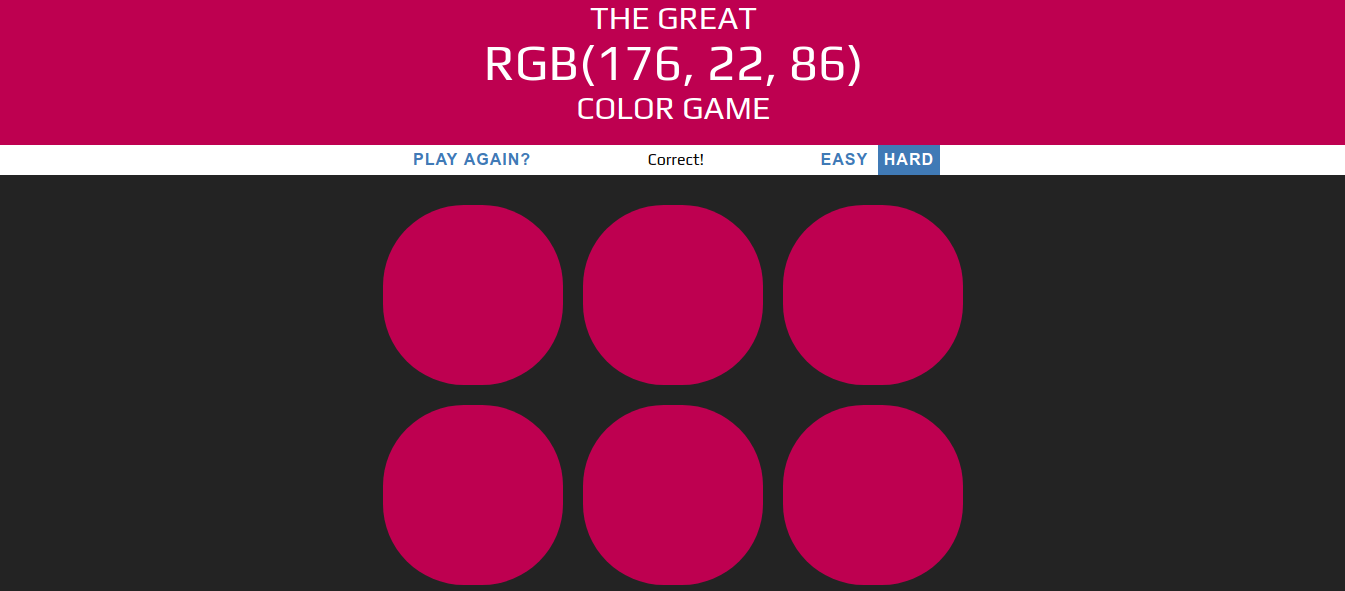 THE GREAT
RGB(176, 22, 86)
COLOR GAME
PLAY AGAIN? Correct! EASY HARD